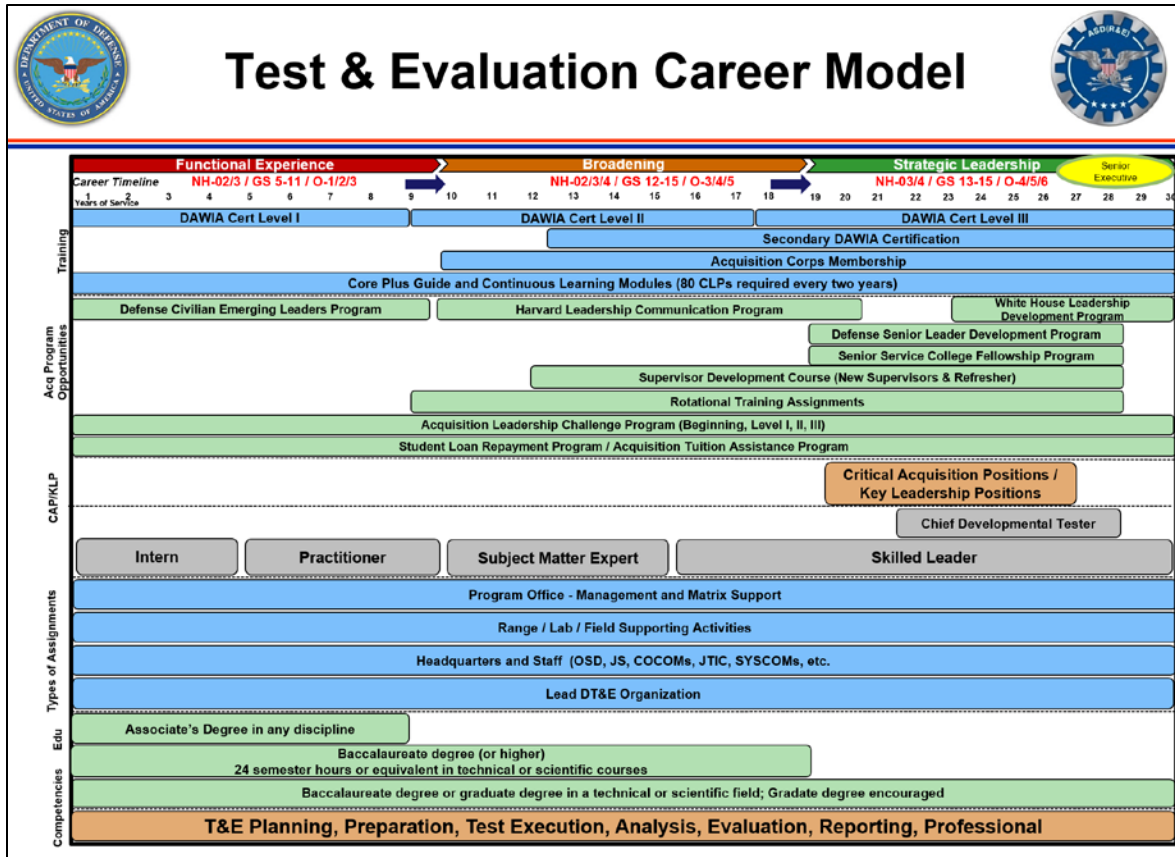 DEPARTMENT OF DEFENSE
UNITED STATES OF AMERICA
Test & Evaluation Career Model
ASD(R&E)
Functional Experience
Broadening
Strategic Leadership
Senior
Executive
Career Timeline
NH-02/3 / GS 5-11 / O-1/2/3
NH-02/3/4 / GS 12-15 / O-3/4/5
NH-03/4 / GS 13-15 / O-4/5/6
1 2 3 4 5 6 7 8 9 10 11 12 13 14 15 16 17 18 19 20 21 22 23 24 25 26 27 28 29 30
Years of Service
Training
DAWIA Cert Level I
DAWIA Cert Level II
DAWIA Cert Level III
Secondary DAWIA Certification
Acquisition Corps Membership
Core Plus Guide and Continuous Learning Modules (80 CLPs required every two years)
Acq Program
Opportunities
Defense Civilian Emerging Leaders Program
Harvard Leadership Communication Program
White House Leadership
Development Program
Defense Senior Leader Development Program
Senior Service College Fellowship Program
Supervisor Development Course (New Supervisors & Refresher)
Rotational Training Assignments
Acquisition Leadership Challenge Program (Beginning, Level I, II, III)
Student Loan Repayment Program / Acquisition Tuition Assistance Program
CAP/KLP
Critical Acquisition Positions /
Key Leadership Positions
Chief Developmental Tester
Intern
Practitioner
Subject Matter Expert
Skilled Leader
Types of Assignments
Program Office - Management and Matrix Support
Range / Lab / Field Supporting Activities
Headquarters and Staff (OSD, JS, COCOMs, JTIC, SYSCOMs, etc.
Lead DT&E Organization
Edu
Associate's Degree in any discipline
Baccalaureate degree (or higher)
24 semester hours or equivalent in technical or scientific courses
Baccalaureate degree or graduate degree in a technical or scientific field; Gradate degree encouraged
Competencies
T&E Planning, Preparation, Test Execution, Analysis, Evaluation, Reporting, Professional